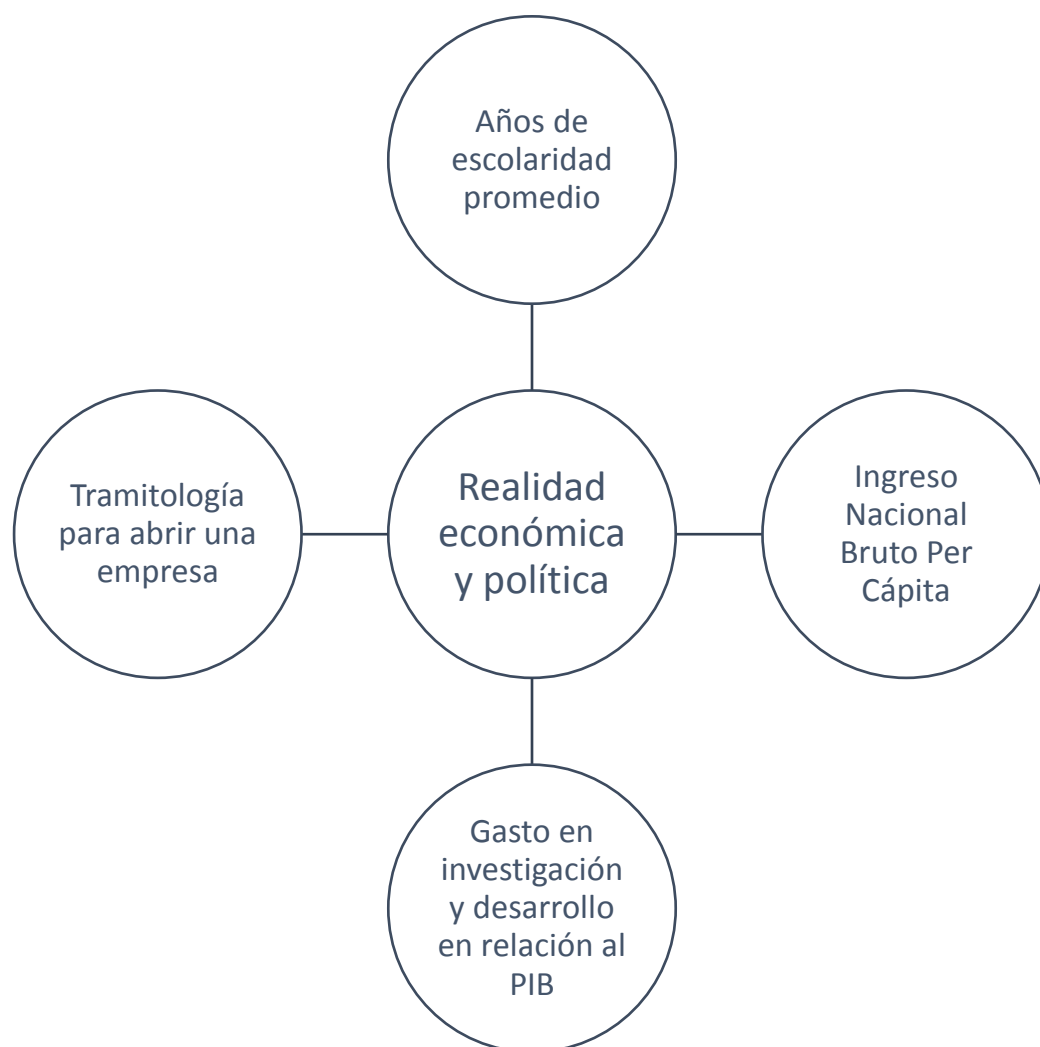 Años de
escolaridad
promedio
Tramitología
para abrir una
empresa
Realidad
económica
y política
Ingreso
Nacional
Bruto Per
Cápita
Gasto en
investigación
y desarrollo
en relación al
PIB